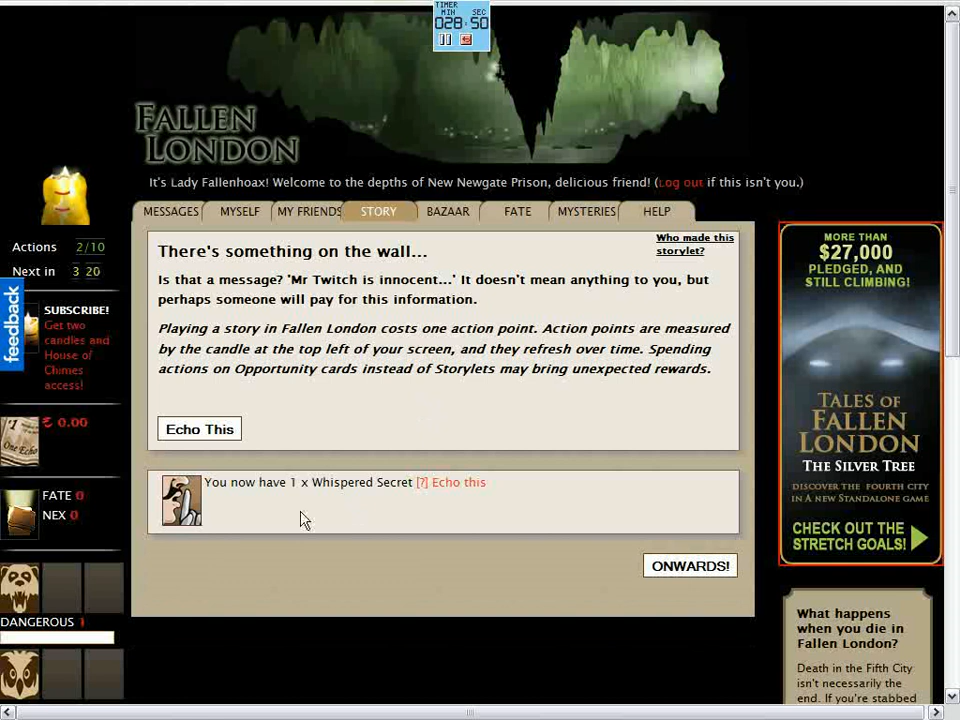 TIMER
MIN SEC
028:50
FALLEN
LONDON
It's Lady Fallenhoax! Welcome to the depths of New Newgate Prison, delicious friend! (Log out if this isn't you.)
MESSAGES MYSELF MY FRIENDS STORY BAZAAR FATE MYSTERIES HELP
Actions 2/10
Next in 3 20
feedback
SUBSCRIBE!
Get two
candles and
House of
Chimes
access!
One Echo
0.00
FATE 0
NEX 0
DANGEROUS 1
There's something on the wall...
Who made this
storylet?
Is that a message? 'Mr Twitch is innocent...' It doesn't mean anything to you, but
perhaps someone will pay for this information.
Playing a story in Fallen London costs one action point. Action points are measured
by the candle at the top left of your screen, and they refresh over time. Spending
actions on Opportunity cards instead of Storylets may bring unexpected rewards.
Echo This
You now have 1 x Whispered Secret [?] Echo this
ONWARDS!
MORE THAN
$27,000
PLEDGED, AND
STILL CLIMBING!
TALES OF
FALLEN
LONDON
THE SILVER TREE
DISCOVER THE FOURTH CITY
IN A NEW STANDALONE GAME
CHECK OUT THE
STRETCH GOALS!
What happens
when you die in
Fallen London?
Death in the Fifth City
isn't necessarily the
end. If you're stabbed